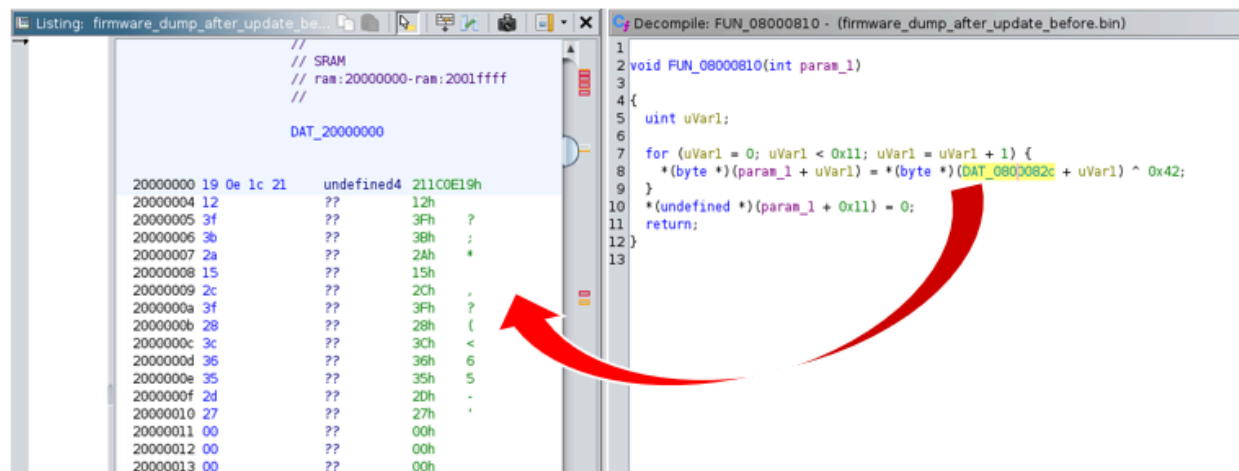 Listing: firmware_dump_after_update_be...
//
// SRAM
// ram:20000000-ram:2001ffff
//
DAT_20000000
20000000 19 0e 1c 21 undefined4 211C0E19h
20000004 12 ?? 12h
20000005 3f ?? 3Fh ?
20000006 3b ?? 3Bh ;
20000007 2a ?? 2Ah *
20000008 15 ?? 15h
20000009 2c ?? 2Ch ,
2000000a 3f ?? 3Fh ?
2000000b 28 ?? 28h (
2000000c 3c ?? 3Ch <
2000000d 36 ?? 36h 6
2000000e 35 ?? 35h 5
2000000f 2d ?? 2Dh -
20000010 27 ?? 27h '
20000011 00 ?? 00h
20000012 00 ?? 00h
20000013 00 ?? 00h
Decompile: FUN_08000810 - (firmware_dump_after_update_before.bin)
1
2 void FUN_08000810(int param_1)
3
4 {
5 uint uVar1;
6
7 for (uVar1 = 0; uVar1 < 0x11; uVar1 = uVar1 + 1) {
8 *(byte *)(param_1 + uVar1) = *(byte *)(DAT_0800082c + uVar1) ^ 0x42;
9 }
10 *(undefined *)(param_1 + 0x11) = 0;
11 return;
12 }
13